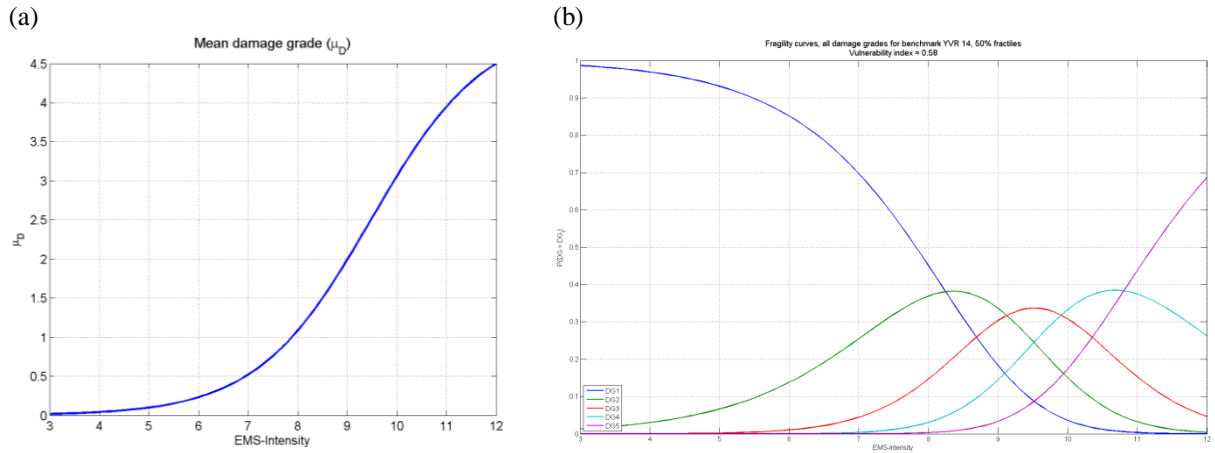 (a)
Mean damage grade (μD)
4.5
4
3.5
3
2.5
2
1.5
1
0.5
0
μD
3 4 5 6 7 8 9 10 11 12
EMS-Intensity
(b)
Fragility curves, all damage grades for benchmark YVR 14, 50% fractiles
Vulnerability index = 0.58
1
0.9
0.8
0.7
0.6
0.5
0.4
0.3
0.2
0.1
0
P(DG = DGi)
DG1
DG2
DG3
DG4
DG5
3 4 5 6 7 8 9 10 11 12
EMS-Intensity